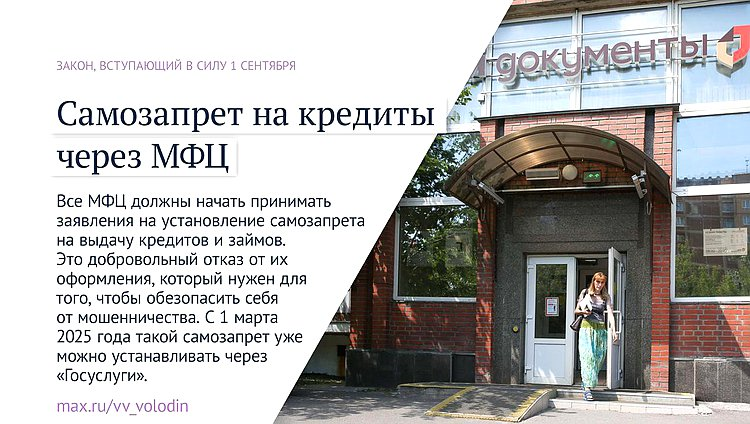 ЗАКОН, ВСТУПАЮЩИЙ В СИЛУ 1 СЕНТЯБРЯ
Самозапрет на кредиты
через МФЦ
Все МФЦ должны начать принимать
заявления на установление самозапрета
на выдачу кредитов и займов.
Это добровольный отказ от их
оформления, который нужен для
того, чтобы обезопасить себя
от мошенничества. С 1 марта
2025 года такой самозапрет уже
можно устанавливать через
«Госуслуги».
max.ru/vv_volodin
документы